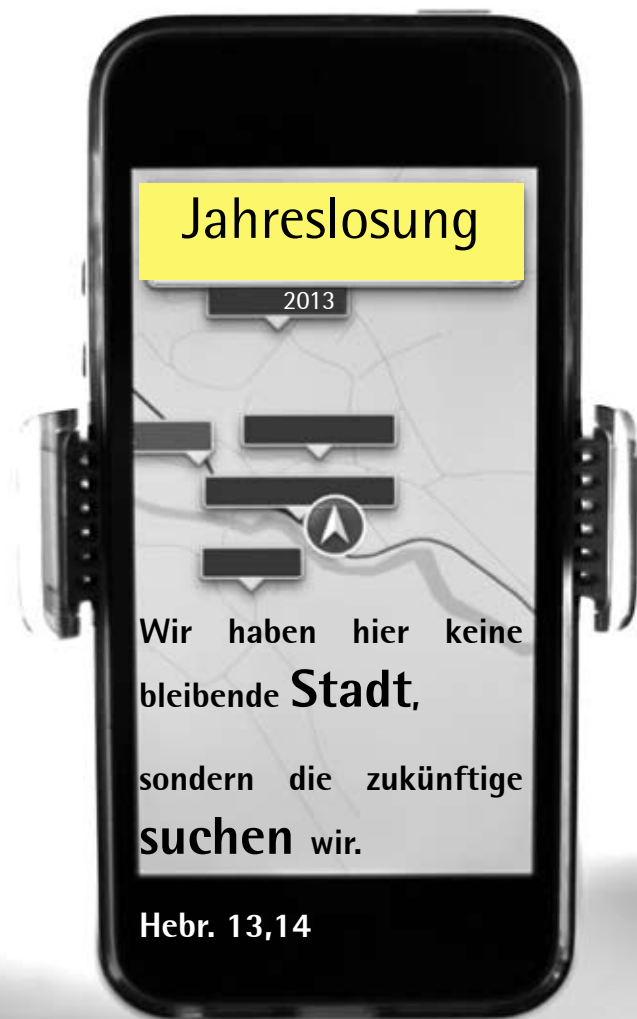 Jahreslosung
2013
Wir haben hier keine
bleibende Stadt,
sondern die zukünftige
suchen wir.
Hebr. 13,14